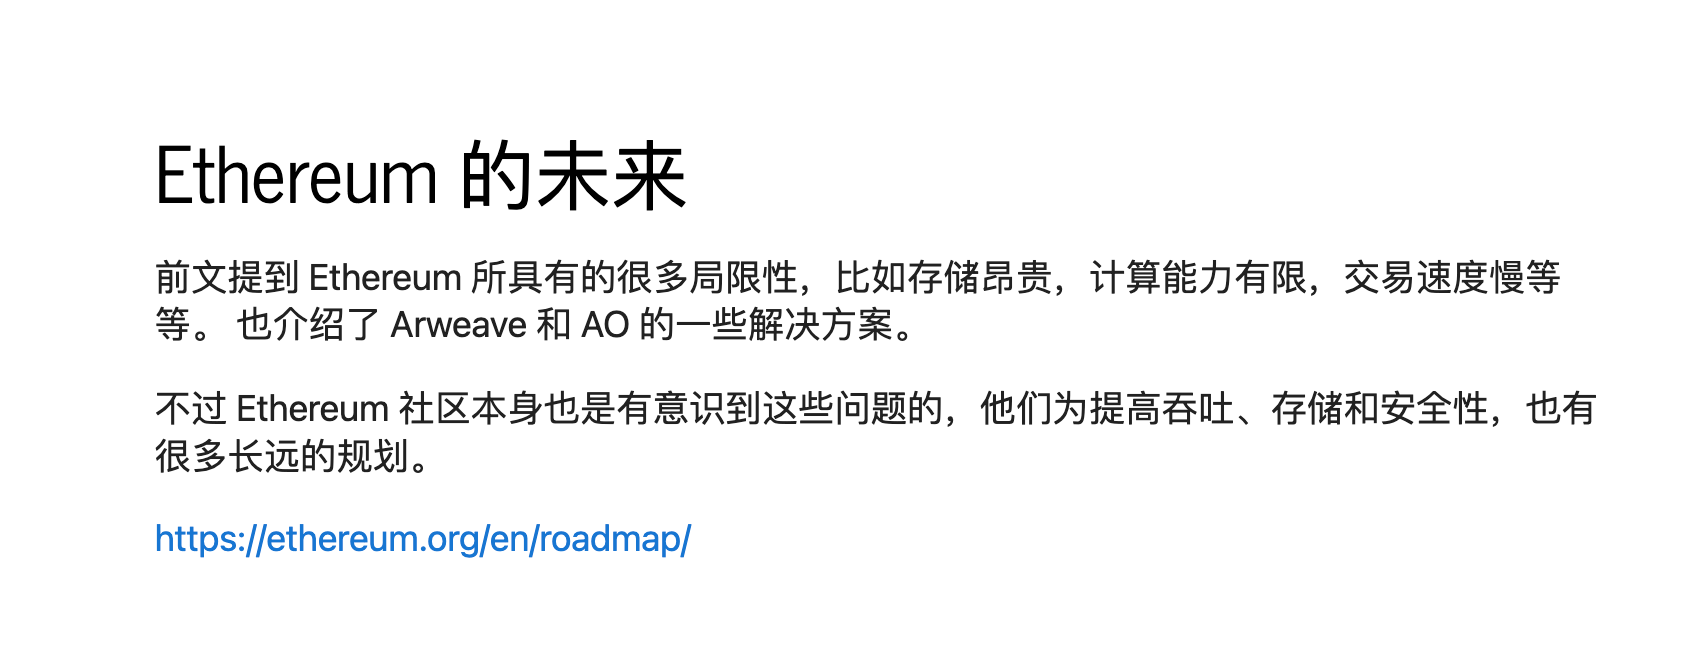 Ethereum 的未来
前文提到 Ethereum 所具有的很多局限性，比如存储昂贵，计算能力有限，交易速度慢等
等。 也介绍了 Arweave 和 AO 的一些解决方案。
不过 Ethereum 社区本身也是有意识到这些问题的，他们为提高吞吐、存储和安全性，也有
很多长远的规划。
https://ethereum.org/en/roadmap/